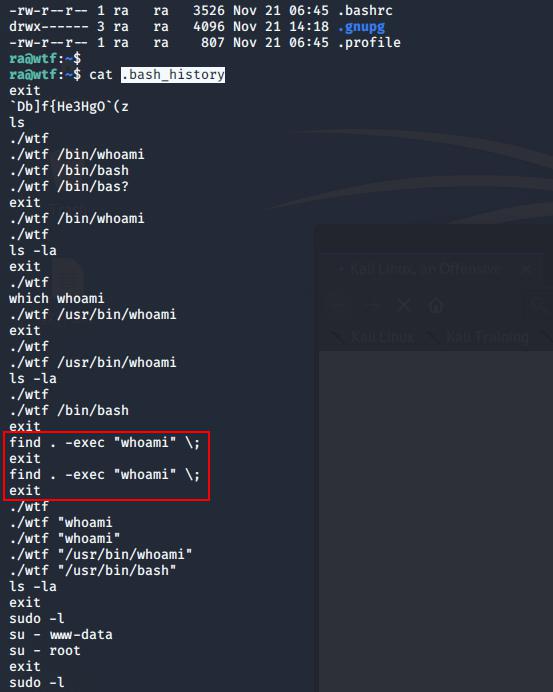 -rw-r--r-- 1 ra   ra   3526 Nov 21 06:45 .bashrc
drwx------ 3 ra   ra   4096 Nov 21 14:18 .gnupg
-rw-r--r-- 1 ra   ra    807 Nov 21 06:45 .profile
ra@wtf:~$
ra@wtf:~$ cat .bash_history
exit
`Db]f{He3HgO`(z
ls
./wtf
./wtf /bin/whoami
./wtf /bin/bash
./wtf /bin/bas?
exit
./wtf /bin/whoami
./wtf
ls -la
exit
./wtf
which whoami
./wtf /usr/bin/whoami
exit
./wtf
./wtf /usr/bin/whoami
ls -la
./wtf
./wtf /bin/bash
exit
find . -exec "whoami" \;
exit
find . -exec "whoami" \;
exit
./wtf
./wtf "whoami
./wtf "whoami"
./wtf "/usr/bin/whoami"
./wtf "/usr/bin/bash"
ls -la
exit
sudo -l
su - www-data
su - root
exit
sudo -l
Kali Linux, an Offensive
Kali Linux
Kali Training